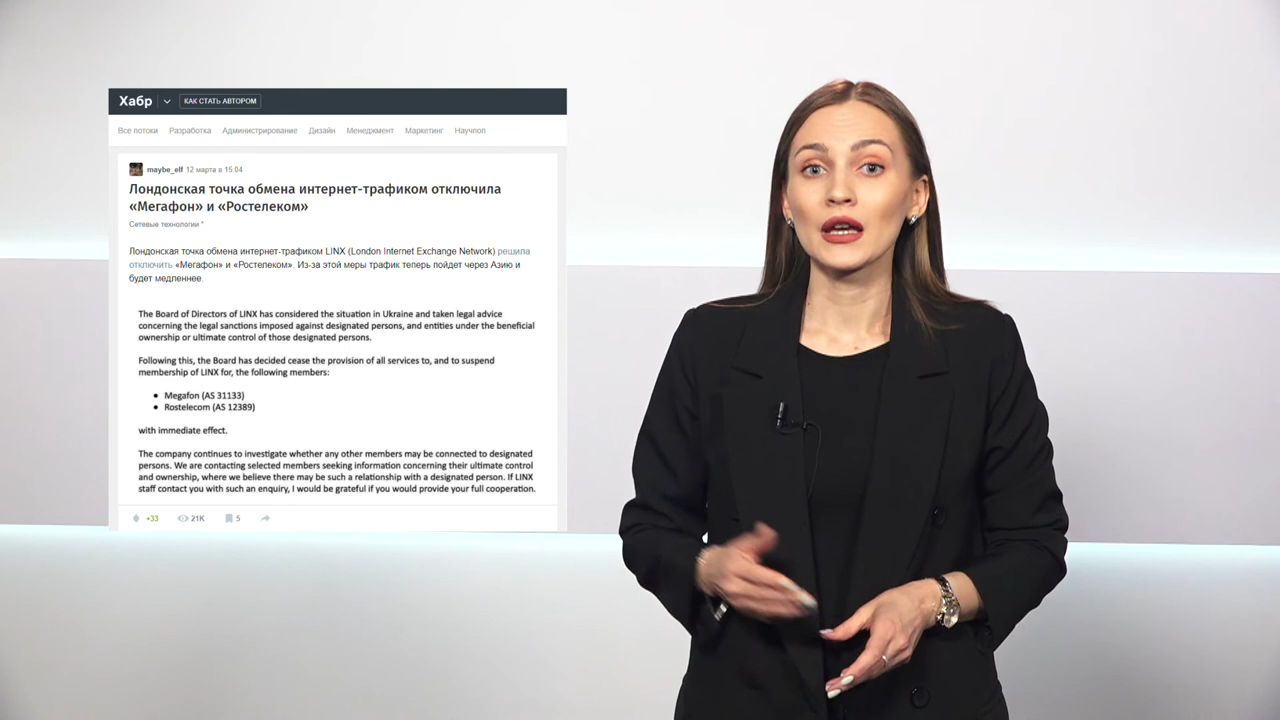 Хабр
КАК СТАТЬ АВТОРОМ
Все потоки Разработка Администрирование Дизайн Менеджмент Маркетинг Научпоп
maybe_elf 12 марта в 15:04
Лондонская точка обмена интернет-трафиком отключила
«Мегафон» и «Ростелеком»
Сетевые технологии *
Лондонская точка обмена интернет-трафиком LINX (London Internet Exchange Network) решила
отключить «Мегафон» и «Ростелеком». Из-за этой меры трафик теперь пойдет через Азию и
будет медленнее.
The Board of Directors of LINX has considered the situation in Ukraine and taken legal advice
concerning the legal sanctions imposed against designated persons, and entities under the beneficial
ownership or ultimate control of those designated persons.
Following this, the Board has decided cease the provision of all services to, and to suspend
membership of LINX for, the following members:
• Megafon (AS 31133)
• Rostelecom (AS 12389)
with immediate effect.
The company continues to investigate whether any other members may be connected to designated
persons. We are contacting selected members seeking information concerning their ultimate control
and ownership, where we believe there may be such a relationship with a designated person. If LINX
staff contact you with such an enquiry, I would be grateful if you would provide your full cooperation.
+33 21K 5